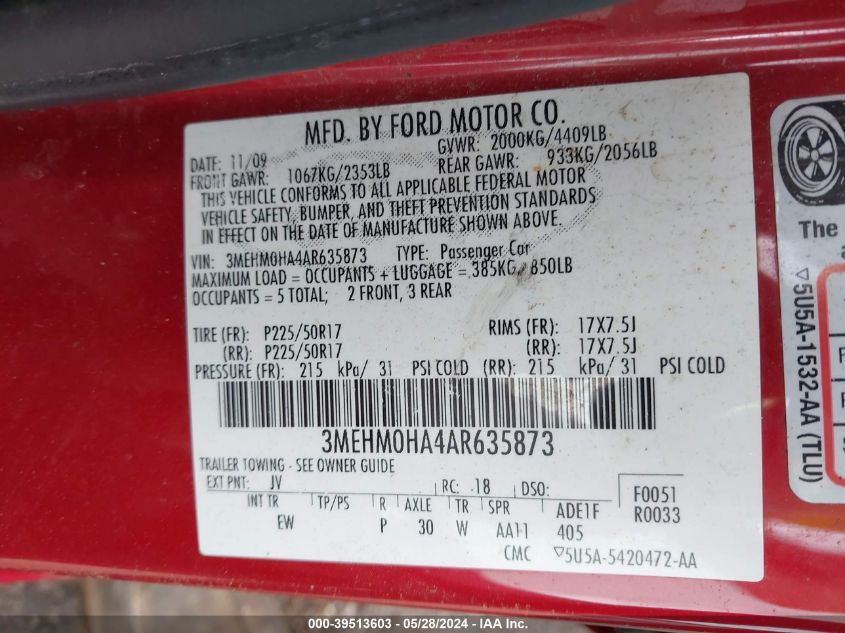 MFD. BY FORD MOTOR CO.
DATE: 11/09 GVWR: 2000KG/4409LB
FRONT GAWR: 1067KG/2353LB REAR GAWR: 933KG/2056LB
THIS VEHICLE CONFORMS TO ALL APPLICABLE FEDERAL MOTOR
VEHICLE SAFETY, BUMPER, AND THEFT PREVENTION STANDARDS
IN EFFECT ON THE DATE OF MANUFACTURE SHOWN ABOVE.
VIN: 3MEHM0HA4AR635873 TYPE: Passenger Car
MAXIMUM LOAD = OCCUPANTS + LUGGAGE = 385KG/ 850LB
OCCUPANTS = 5 TOTAL; 2 FRONT, 3 REAR
TIRE (FR): P225/50R17 RIMS (FR): 17X7.5J
(RR): P225/50R17 (RR): 17X7.5J
PRESSURE (FR): 215 kPa/ 31 PSI COLD (RR): 215 kPa/ 31 PSI COLD
3MEHM0HA4AR635873
TRAILER TOWING - SEE OWNER GUIDE
EXT PNT: JV RC: 18 DSO: F0051
INT TR TP/PS R AXLE TR SPR ADE1F R0033
EW P 30 W AA11 405
CMC ▽5U5A-5420472-AA
The
▽5U5A-1532-AA (TLU)
000-39513603 - 05/28/2024 - IAA Inc.